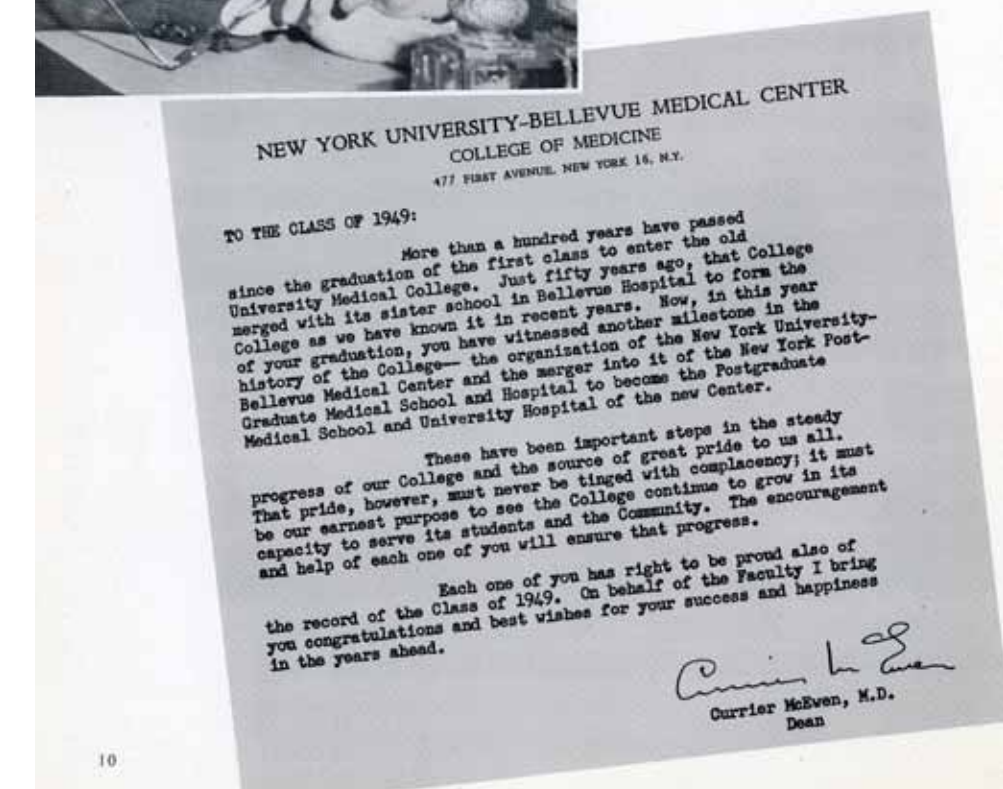 NEW YORK UNIVERSITY–BELLEVUE MEDICAL CENTER
COLLEGE OF MEDICINE
477 FIRST AVENUE, NEW YORK 16, N.Y.
TO THE CLASS OF 1949:
More than a hundred years have passed
since the graduation of the first class to enter the old
University Medical College. Just fifty years ago, that College
merged with its sister school in Bellevue Hospital to form the
College as we have known it in recent years. Now, in this year
of your graduation, you have witnessed another milestone in the
history of the College— the organization of the New York University-
Bellevue Medical Center and the merger into it of the New York Post-
Graduate Medical School and Hospital to become the Postgraduate
Medical School and University Hospital of the new Center.
These have been important steps in the steady
progress of our College and the source of great pride to us all.
That pride, however, must never be tinged with complacency; it must
be our earnest purpose to see the College continue to grow in its
capacity to serve its students and the Community. The encouragement
and help of each one of you will ensure that progress.
Each one of you has right to be proud also of
the record of the Class of 1949. On behalf of the Faculty I bring
you congratulations and best wishes for your success and happiness
in the years ahead.
Currier McEwen
Currier McEwen, M.D.
Dean
10